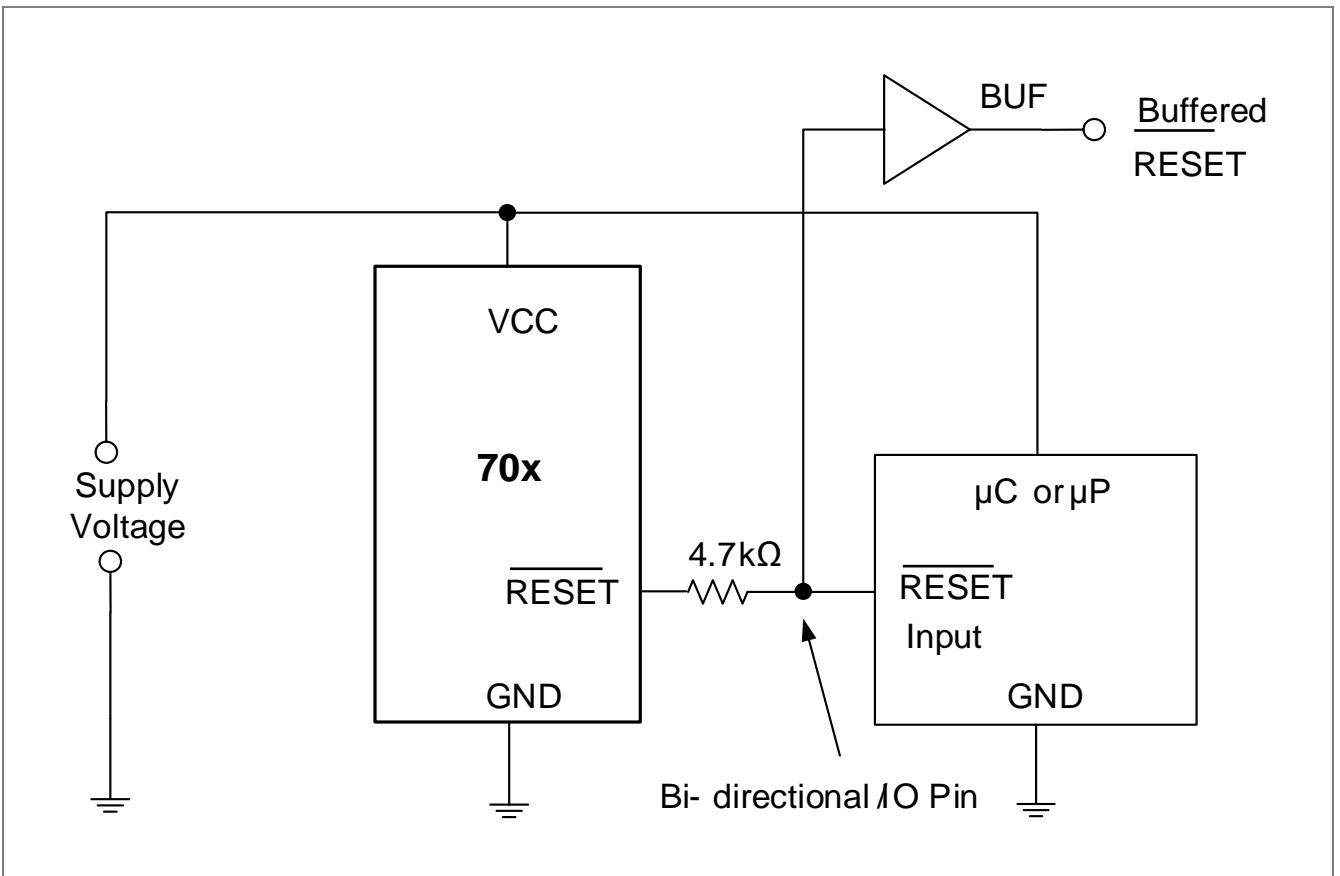 BUF
Buffered
RESET
VCC
70x
Supply
Voltage
µC or µP
4.7kΩ
RESET
RESET
Input
GND
GND
Bi- directional /IO Pin